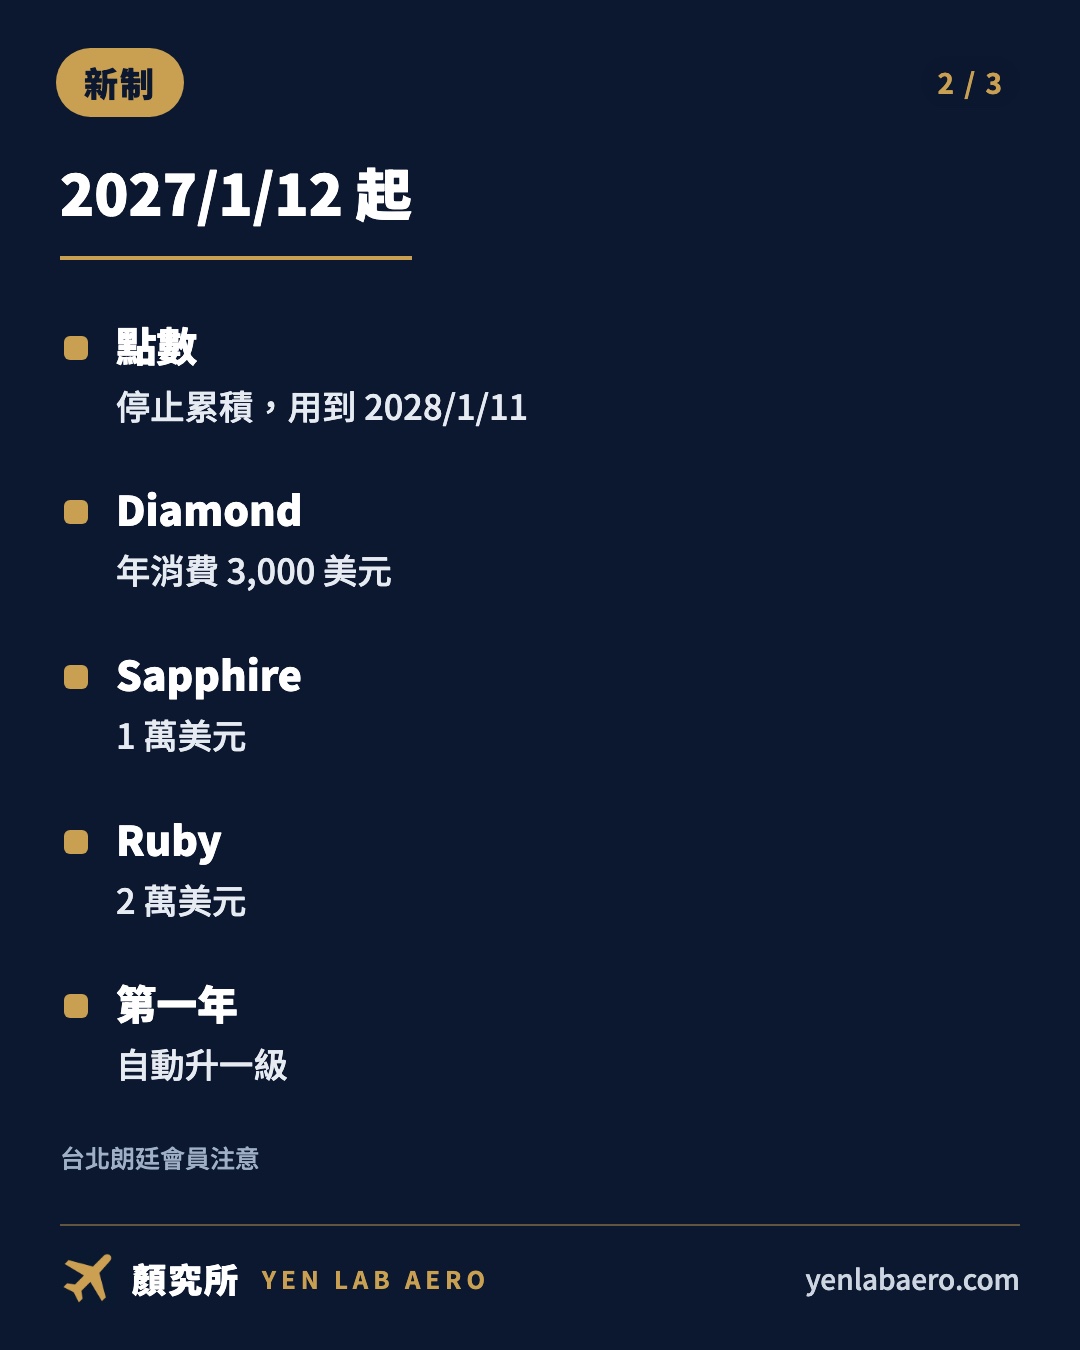 新制
2 / 3
2027/1/12 起
點數
停止累積，用到 2028/1/11
Diamond
年消費 3,000 美元
Sapphire
1 萬美元
Ruby
2 萬美元
第一年
自動升一級
台北朗廷會員注意
顏究所 YEN LAB AERO
yenlabaero.com